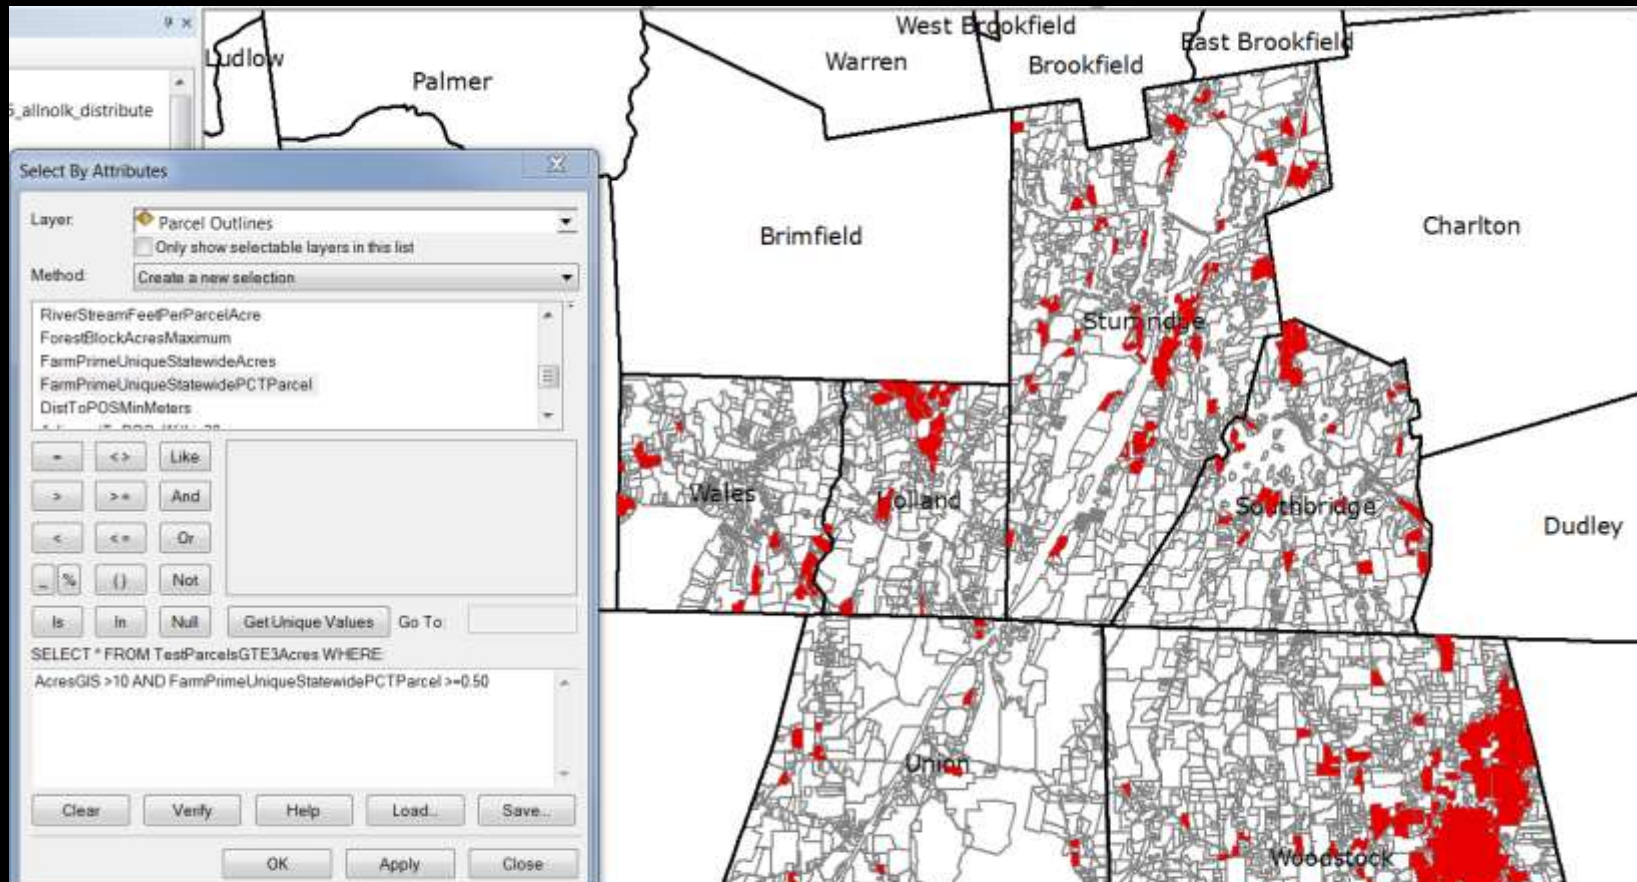 5_allnolk_distribute
Select By Attributes
Layer:
Parcel Outlines
Only show selectable layers in this list
Method:
Create a new selection
RiverStreamFeetPerParcelAcre
ForestBlockAcresMaximum
FarmPrimeUniqueStatewideAcres
FarmPrimeUniqueStatewidePCTParcel
DistToPOSMinMeters
= < > Like
> > = And
< < = Or
_ % () Not
Is In Null Get Unique Values Go To:
SELECT * FROM TestParcelsGTE3Acres WHERE:
AcresGIS >10 AND FarmPrimeUniqueStatewidePCTParcel >=0.50
Clear Verify Help Load... Save...
OK Apply Close
Ludlow
Palmer
Warren
West Brookfield
Brookfield
East Brookfield
Brimfield
Charlton
Sturbridge
Wales
Holland
Southbridge
Dudley
Union
Woodstock